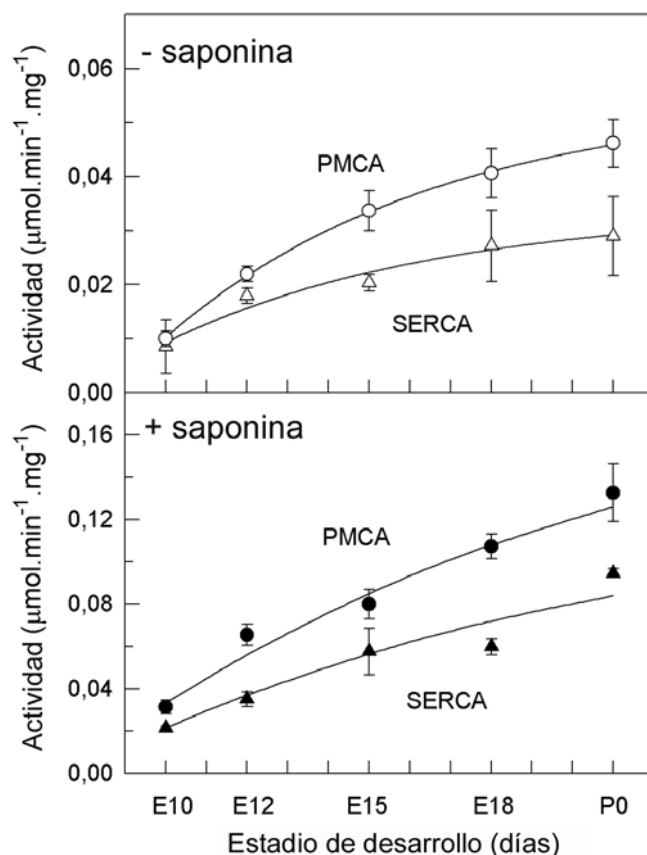 - saponina
0,06
0,04
0,02
0,00
PMCA
SERCA
Actividad (μmol.min⁻¹.mg⁻¹)
+ saponina
0,16
0,12
0,08
0,04
0,00
PMCA
SERCA
Actividad (μmol.min⁻¹.mg⁻¹)
E10 E12 E15 E18 P0
Estadio de desarrollo (días)